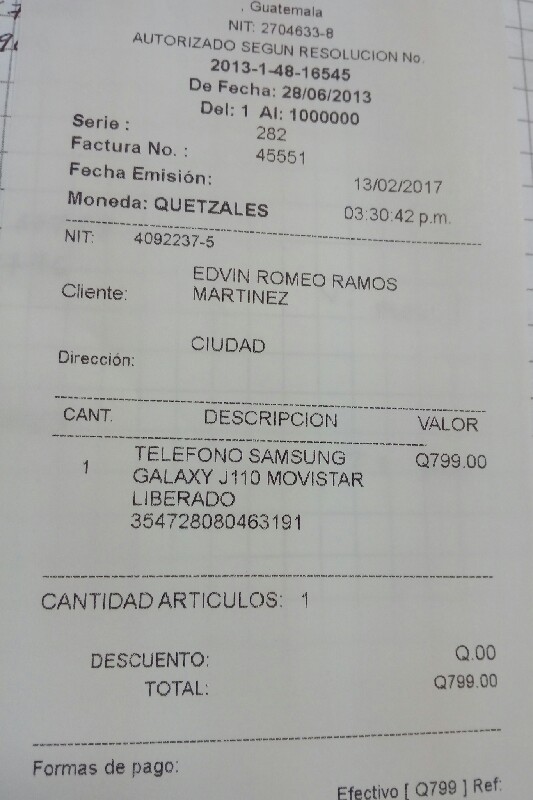 , Guatemala
NIT: 2704633-8
AUTORIZADO SEGUN RESOLUCION No.
2013-1-48-16545
De Fecha: 28/06/2013
Del: 1 Al: 1000000
Serie : 282
Factura No. : 45551
Fecha Emisión: 13/02/2017
Moneda: QUETZALES 03:30:42 p.m.
NIT: 4092237-5
Cliente: EDVIN ROMEO RAMOS
MARTINEZ
Dirección: CIUDAD
CANT. DESCRIPCION VALOR
1 TELEFONO SAMSUNG Q799.00
GALAXY J110 MOVISTAR
LIBERADO
354728080463191
CANTIDAD ARTICULOS: 1
DESCUENTO: Q.00
TOTAL: Q799.00
Formas de pago:
Efectivo [ Q799 ] Ref: